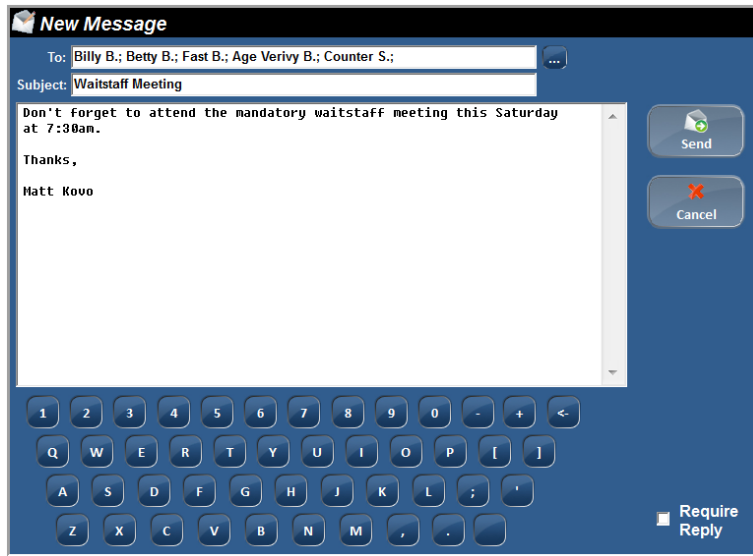 New Message
To: Billy B.; Betty B.; Fast B.; Age Verivy B.; Counter S.; ...
Subject: Waitstaff Meeting
Don't forget to attend the mandatory waitstaff meeting this Saturday
at 7:30am.
Thanks,
Matt Kovo
Send
Cancel
1 2 3 4 5 6 7 8 9 0 - + <-
Q W E R T Y U I O P [ ]
A S D F G H J K L ; '
Z X C V B N M , .
Require
Reply